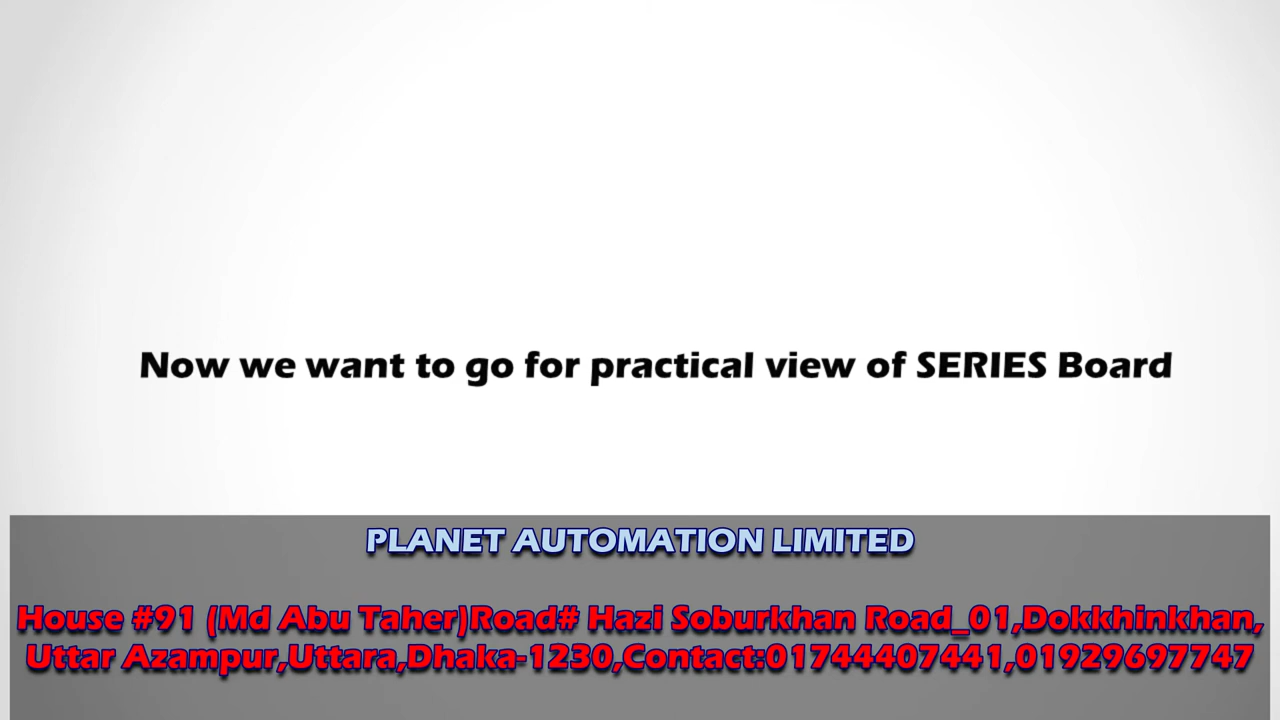 Now we want to go for practical view of SERIES Board
PLANET AUTOMATION LIMITED
House #91 (Md Abu Taher)Road# Hazi Soburkhan Road_01,Dokkhinkhan,
Uttar Azampur,Uttara,Dhaka-1230,Contact:01744407441,01929697747